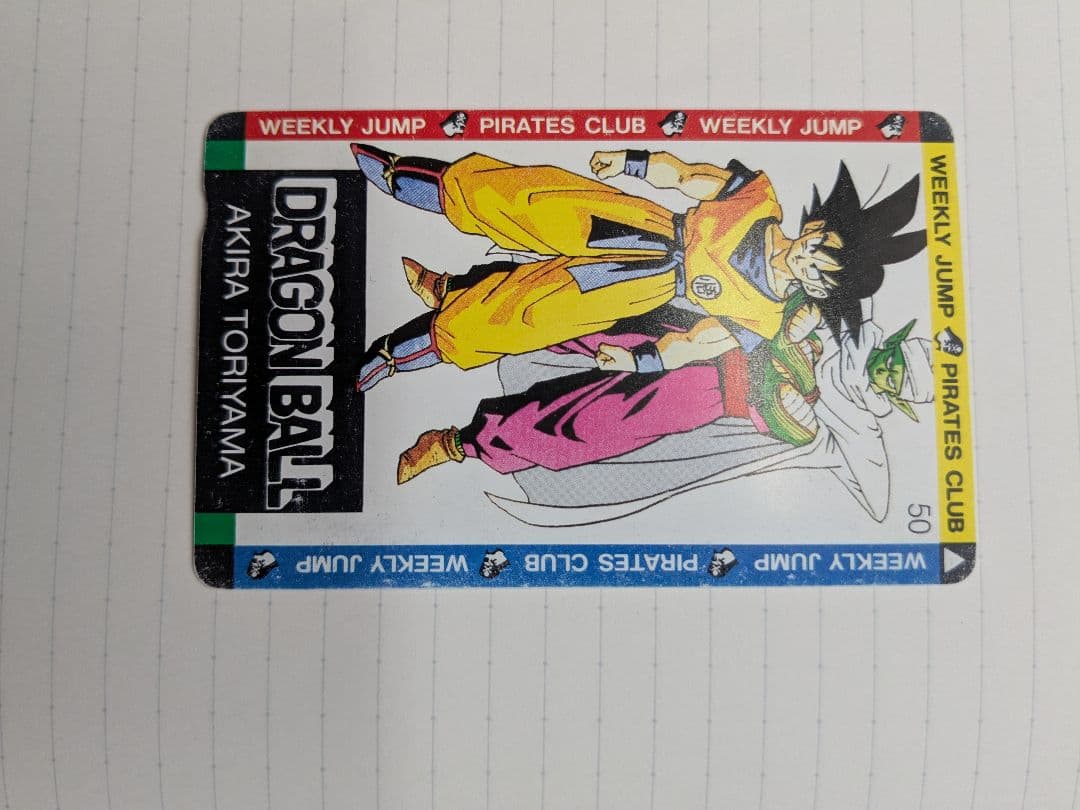 WEEKLY JUMP PIRATES CLUB WEEKLY JUMP
WEEKLY JUMP PIRATES CLUB
50
DRAGON BALL
AKIRA TORIYAMA
WEEKLY JUMP PIRATES CLUB WEEKLY JUMP